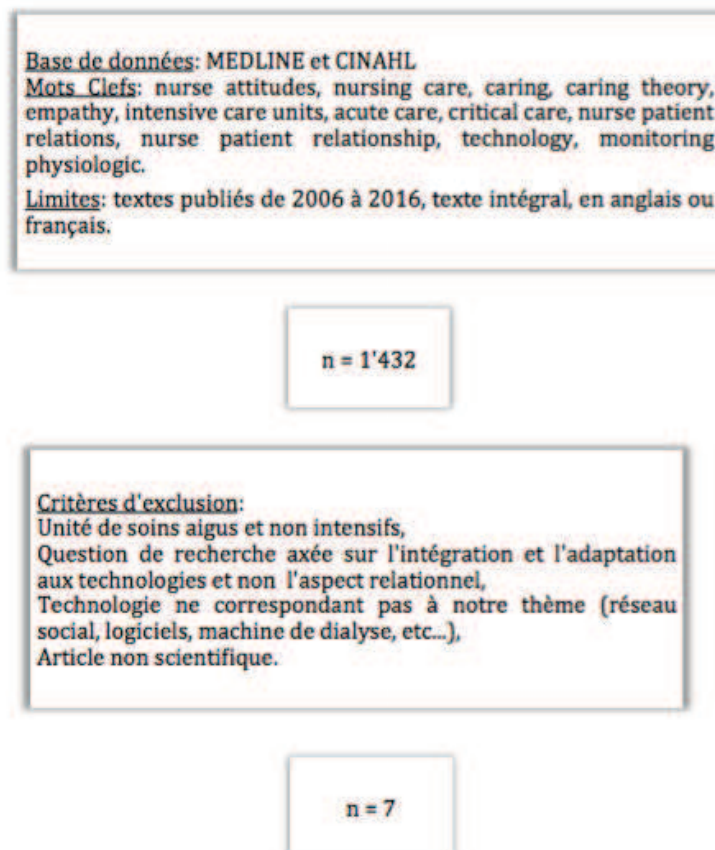 Base de données: MEDLINE et CINAHL
Mots Clefs: nurse attitudes, nursing care, caring, caring theory,
empathy, intensive care units, acute care, critical care, nurse patient
relations, nurse patient relationship, technology, monitoring
physiologic.
Limites: textes publiés de 2006 à 2016, texte intégral, en anglais ou
français.
n = 1'432
Critères d'exclusion:
Unité de soins aigus et non intensifs,
Question de recherche axée sur l'intégration et l'adaptation
aux technologies et non l'aspect relationnel,
Technologie ne correspondant pas à notre thème (réseau
social, logiciels, machine de dialyse, etc...),
Article non scientifique.
n = 7